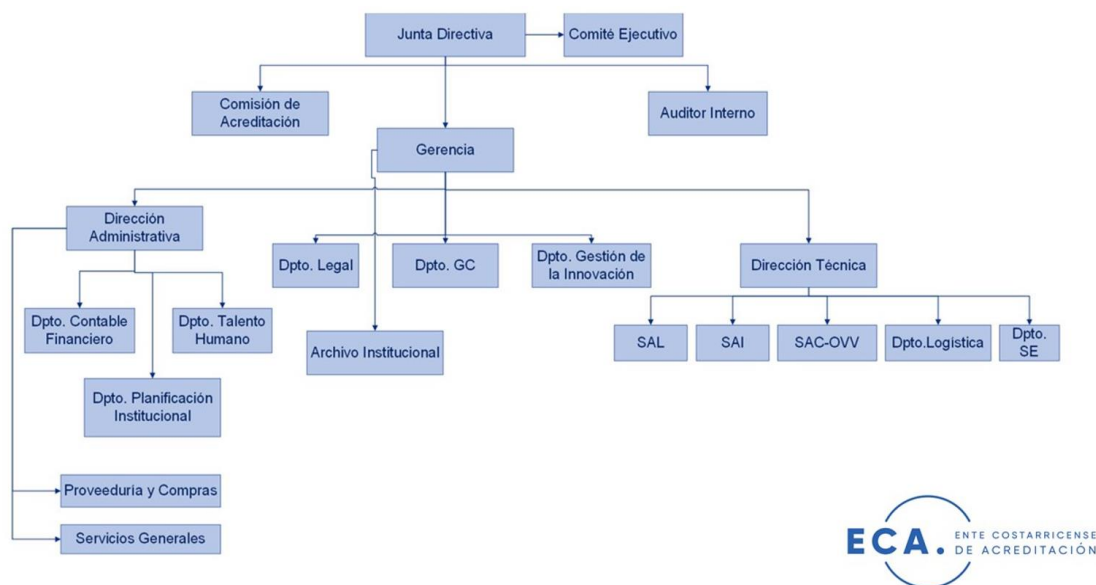 Junta Directiva
Comité Ejecutivo
Comisión de
Acreditación
Auditor Interno
Gerencia
Dirección
Administrativa
Dpto. Legal
Dpto. GC
Dpto. Gestión de
la Innovación
Dirección Técnica
Dpto. Contable
Financiero
Dpto. Talento
Humano
Archivo Institucional
SAL
SAI
SAC-OVV
Dpto.Logística
Dpto.
SE
Dpto. Planificación
Institucional
Proveeduría y Compras
Servicios Generales
ECA.
ENTE COSTARRICENSE
DE ACREDITACIÓN